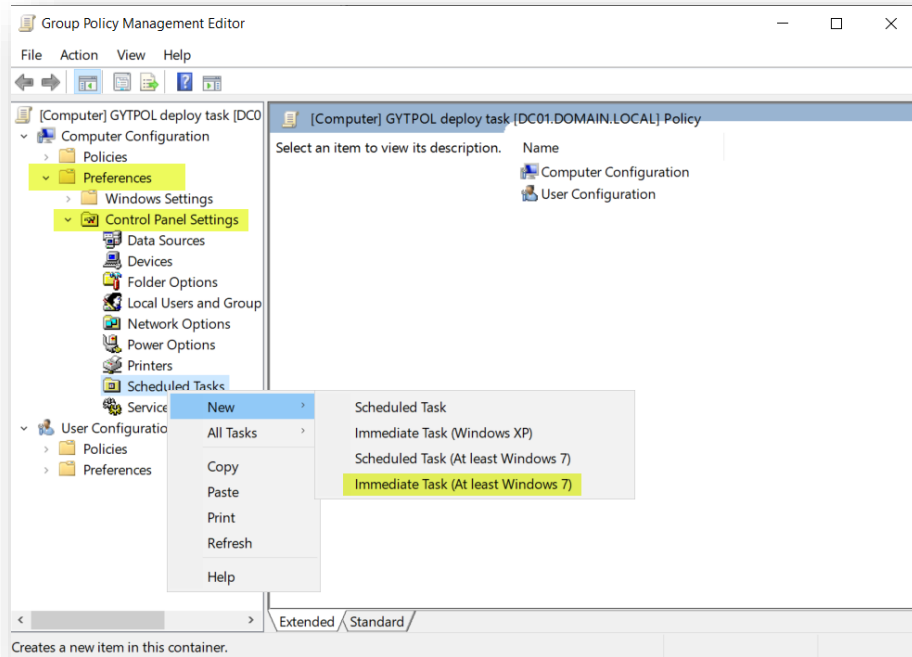 Group Policy Management Editor
File Action View Help
[Computer] GYTPOL deploy task [DC0
Computer Configuration
Policies
Preferences
Windows Settings
Control Panel Settings
Data Sources
Devices
Folder Options
Local Users and Group
Network Options
Power Options
Printers
Scheduled Tasks
Service
User Configuratio
Policies
Preferences
[Computer] GYTPOL deploy task [DC01.DOMAIN.LOCAL] Policy
Select an item to view its description.
Name
Computer Configuration
User Configuration
New
All Tasks
Copy
Paste
Print
Refresh
Help
Scheduled Task
Immediate Task (Windows XP)
Scheduled Task (At least Windows 7)
Immediate Task (At least Windows 7)
Extended Standard
Creates a new item in this container.